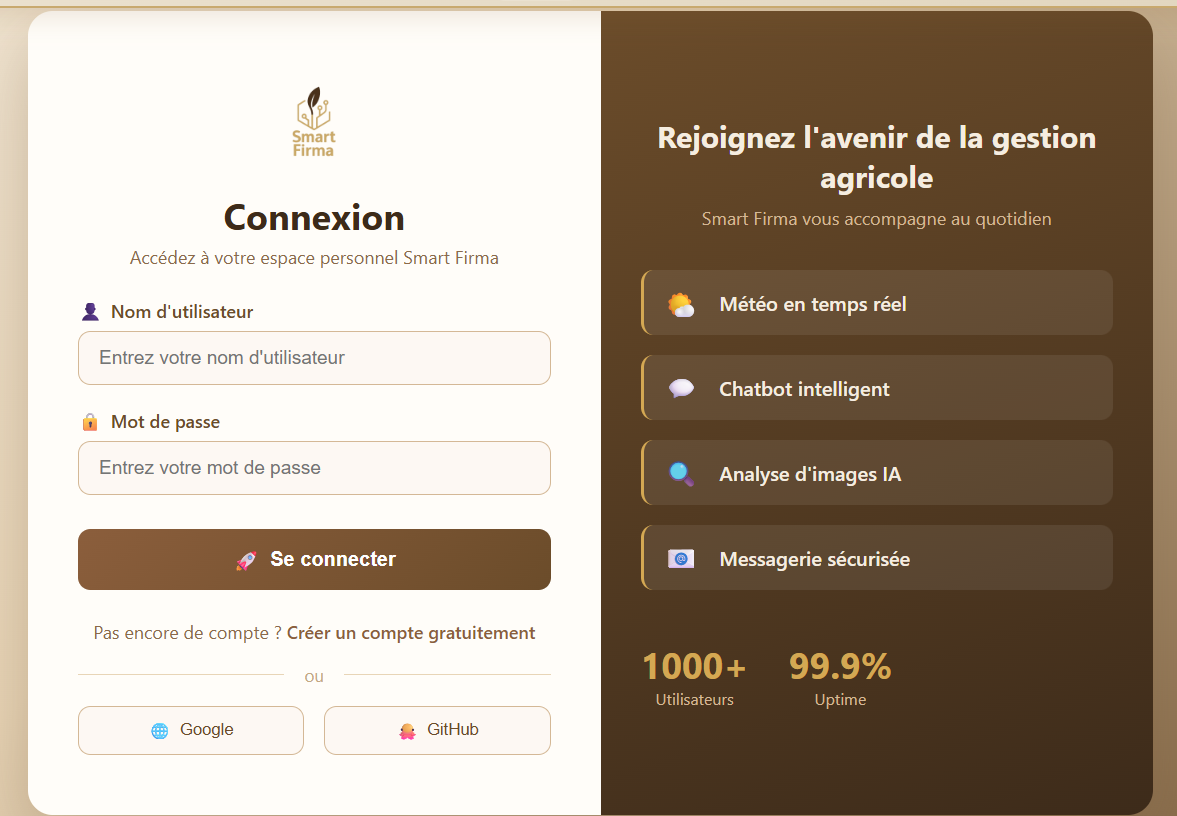 Smart
Firma
Connexion
Accédez à votre espace personnel Smart Firma
Nom d'utilisateur
Entrez votre nom d'utilisateur
Mot de passe
Entrez votre mot de passe
Se connecter
Pas encore de compte ? Créer un compte gratuitement
ou
Google
GitHub
Rejoignez l'avenir de la gestion
agricole
Smart Firma vous accompagne au quotidien
Météo en temps réel
Chatbot intelligent
Analyse d'images IA
Messagerie sécurisée
1000+
Utilisateurs
99.9%
Uptime